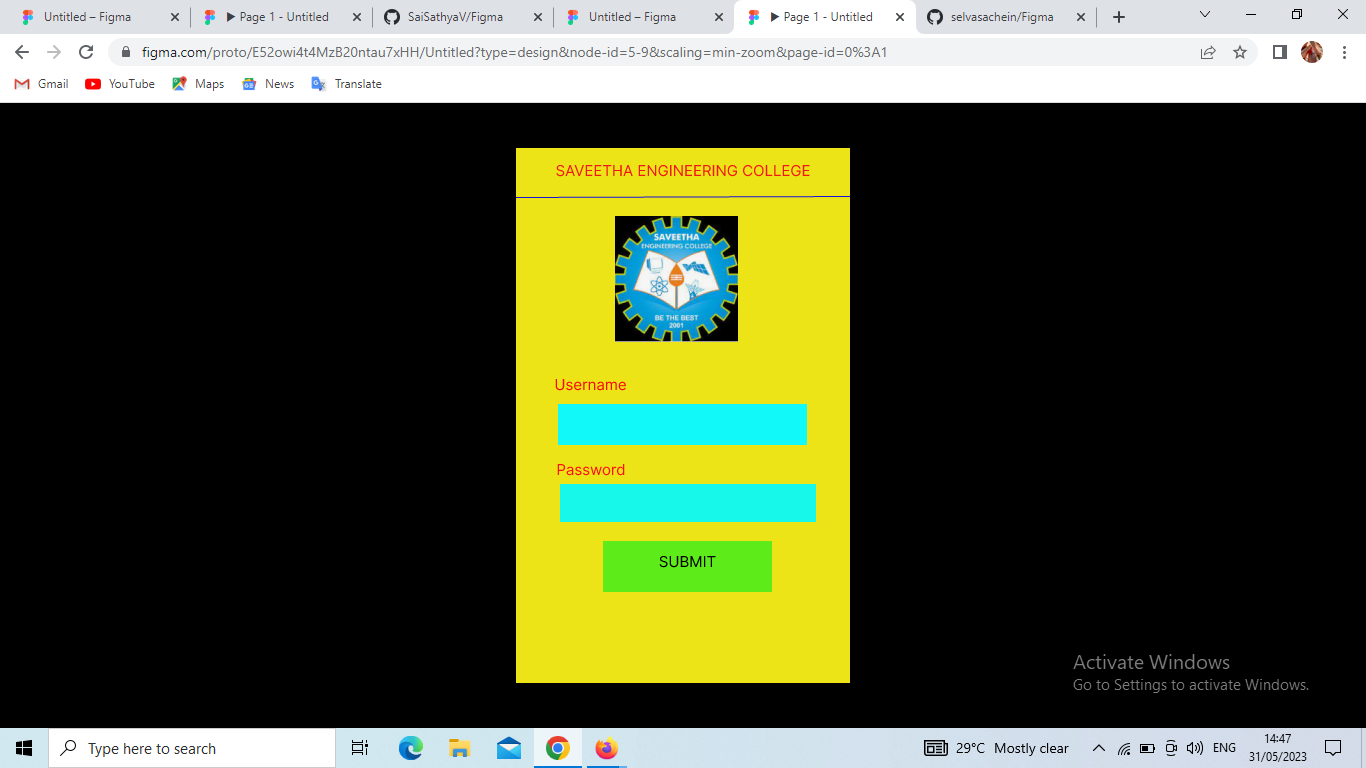 Untitled – Figma
Page 1 - Untitled
SaiSathyaV/Figma
Untitled – Figma
Page 1 - Untitled
selvasachein/Figma
figma.com/proto/E52owi4t4MzB20ntau7xHH/Untitled?type=design&node-id=5-9&scaling=min-zoom&page-id=0%3A1
Gmail
YouTube
Maps
News
Translate
SAVEETHA ENGINEERING COLLEGE
SAVEETHA
ENGINEERING COLLEGE
BE THE BEST
2001
Username
Password
SUBMIT
Activate Windows
Go to Settings to activate Windows.
Type here to search
29°C Mostly clear
ENG
14:47
31/05/2023